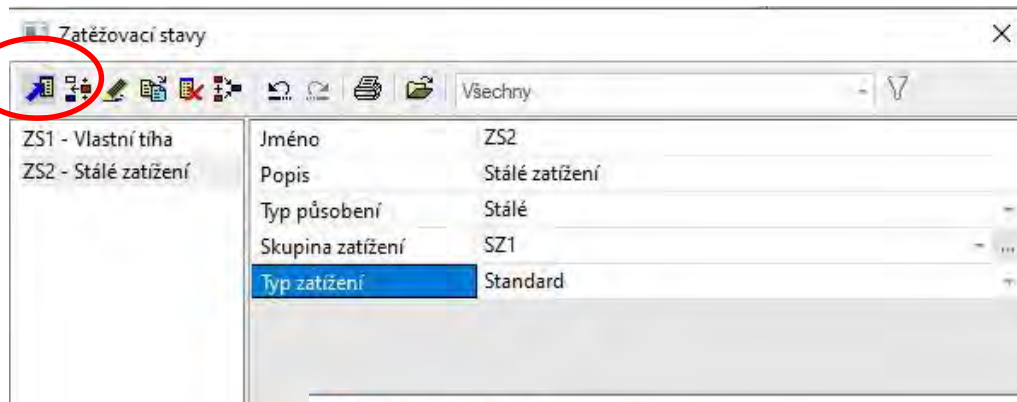 Zatěžovací stavy
Všechny
ZS1 - Vlastní tíha
ZS2 - Stálé zatížení
Jméno ZS2
Popis Stálé zatížení
Typ působení Stálé
Skupina zatížení SZ1 ...
Typ zatížení Standard